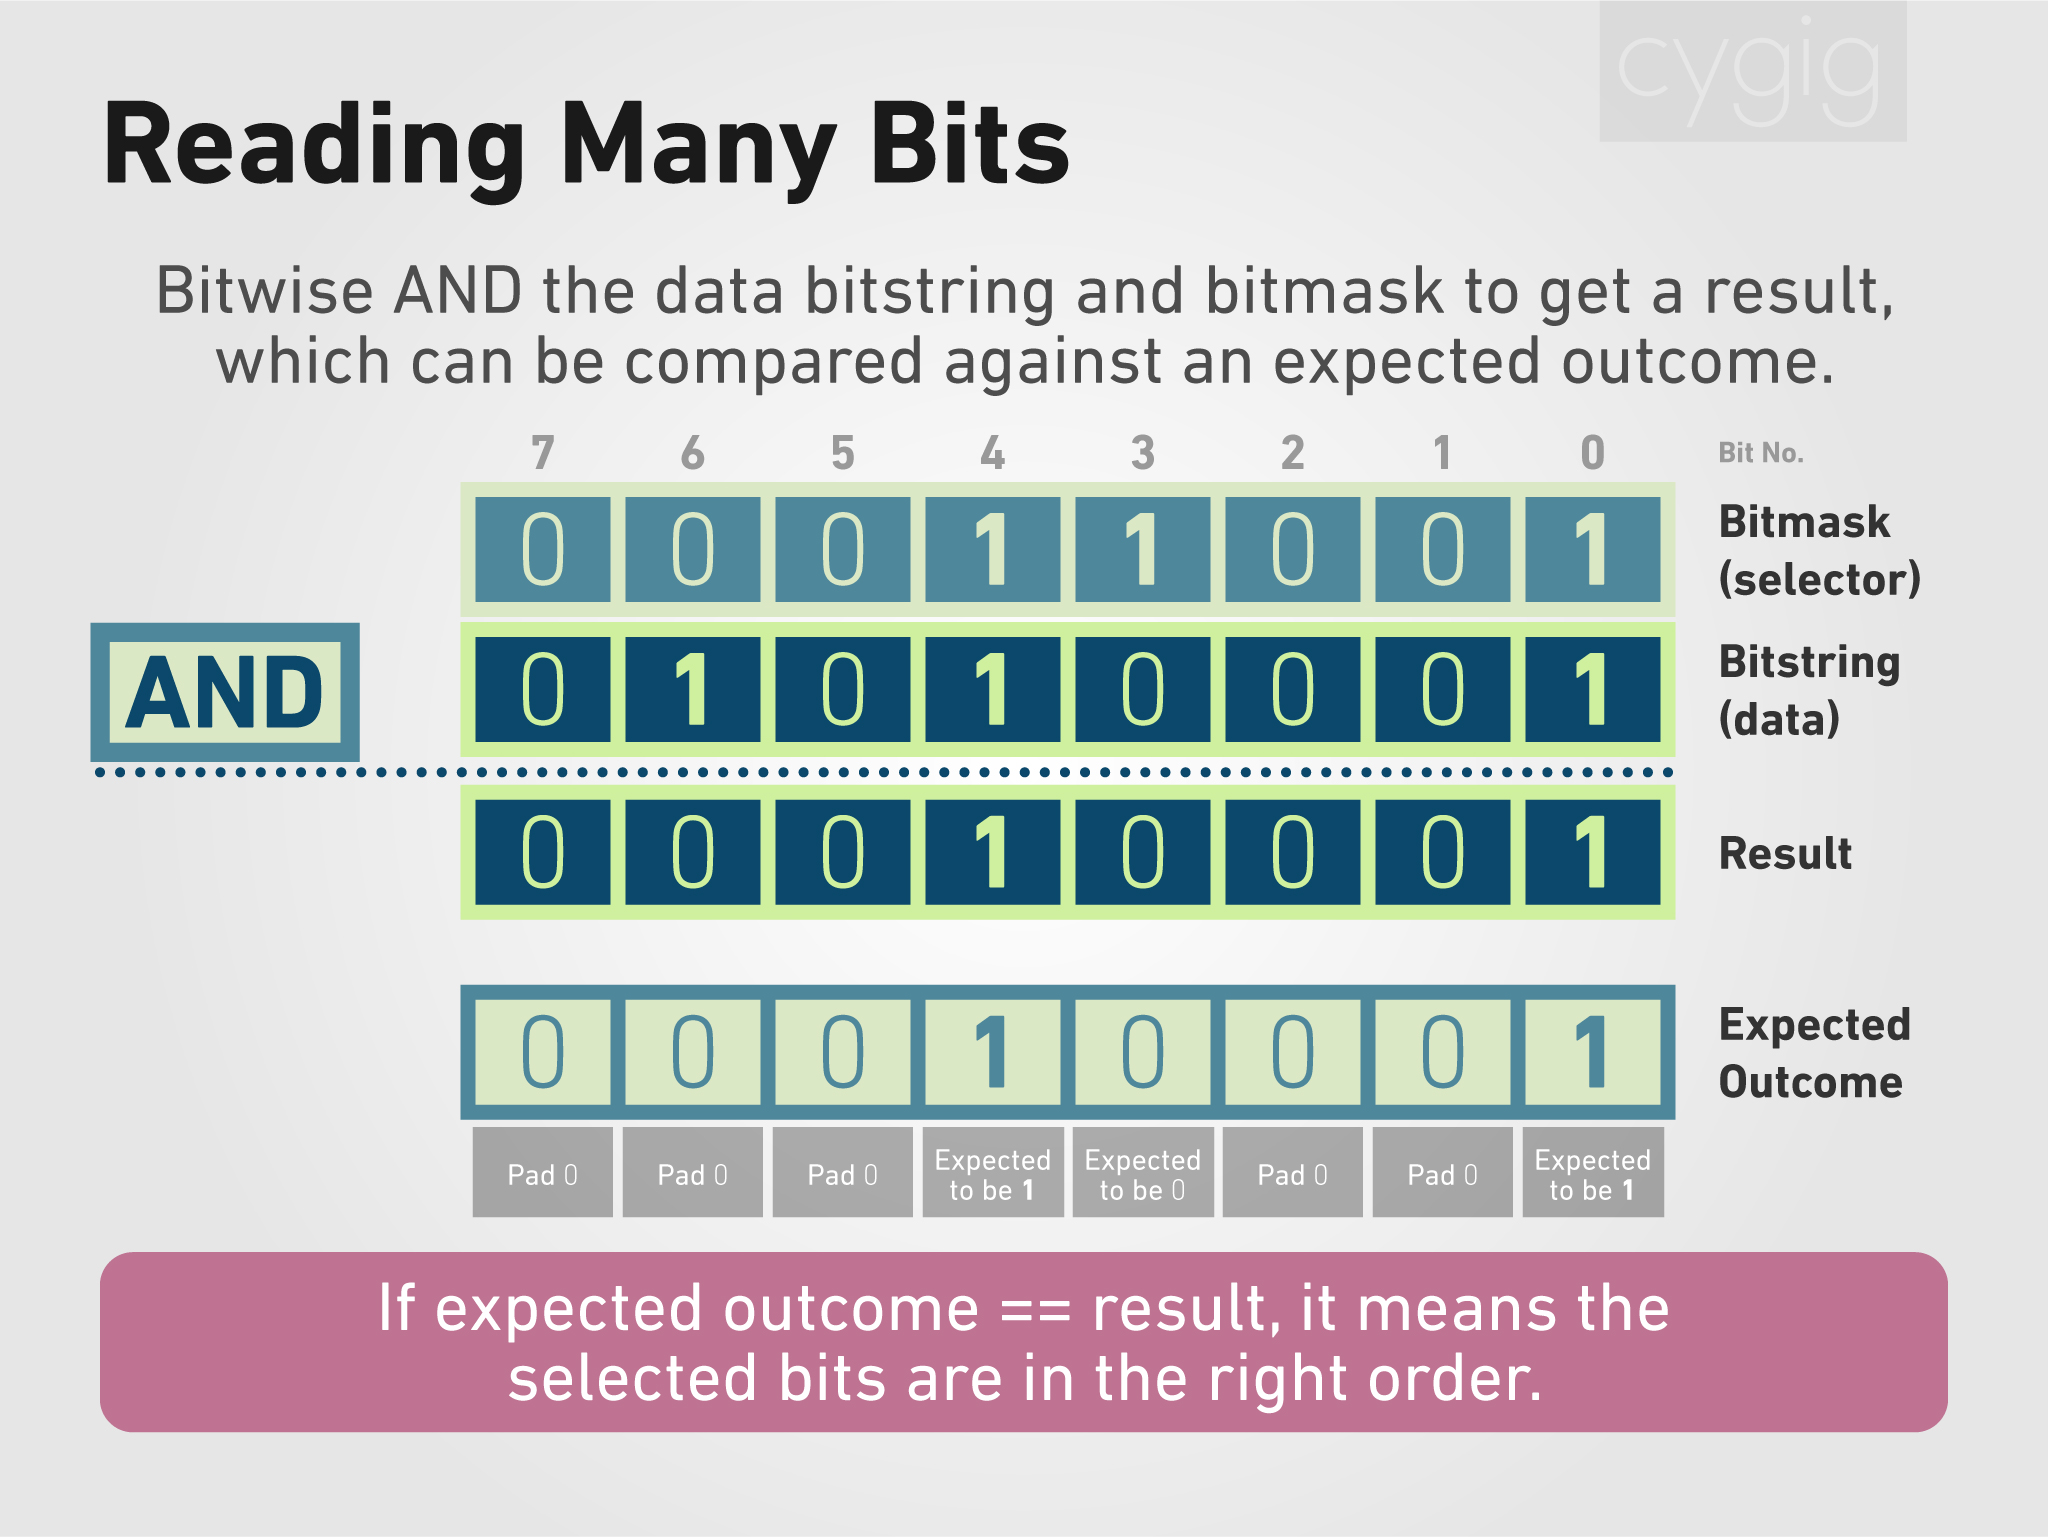 cygig
Reading Many Bits
Bitwise AND the data bitstring and bitmask to get a result,
which can be compared against an expected outcome.
7 6 5 4 3 2 1 0 Bit No.
0 0 0 1 1 0 0 1 Bitmask
(selector)
AND 0 1 0 1 0 0 0 1 Bitstring
(data)
0 0 0 1 0 0 0 1 Result
0 0 0 1 0 0 0 1 Expected
Outcome
Pad 0 Pad 0 Pad 0 Expected to be 1 Expected to be 0 Pad 0 Pad 0 Expected to be 1
If expected outcome == result, it means the
selected bits are in the right order.